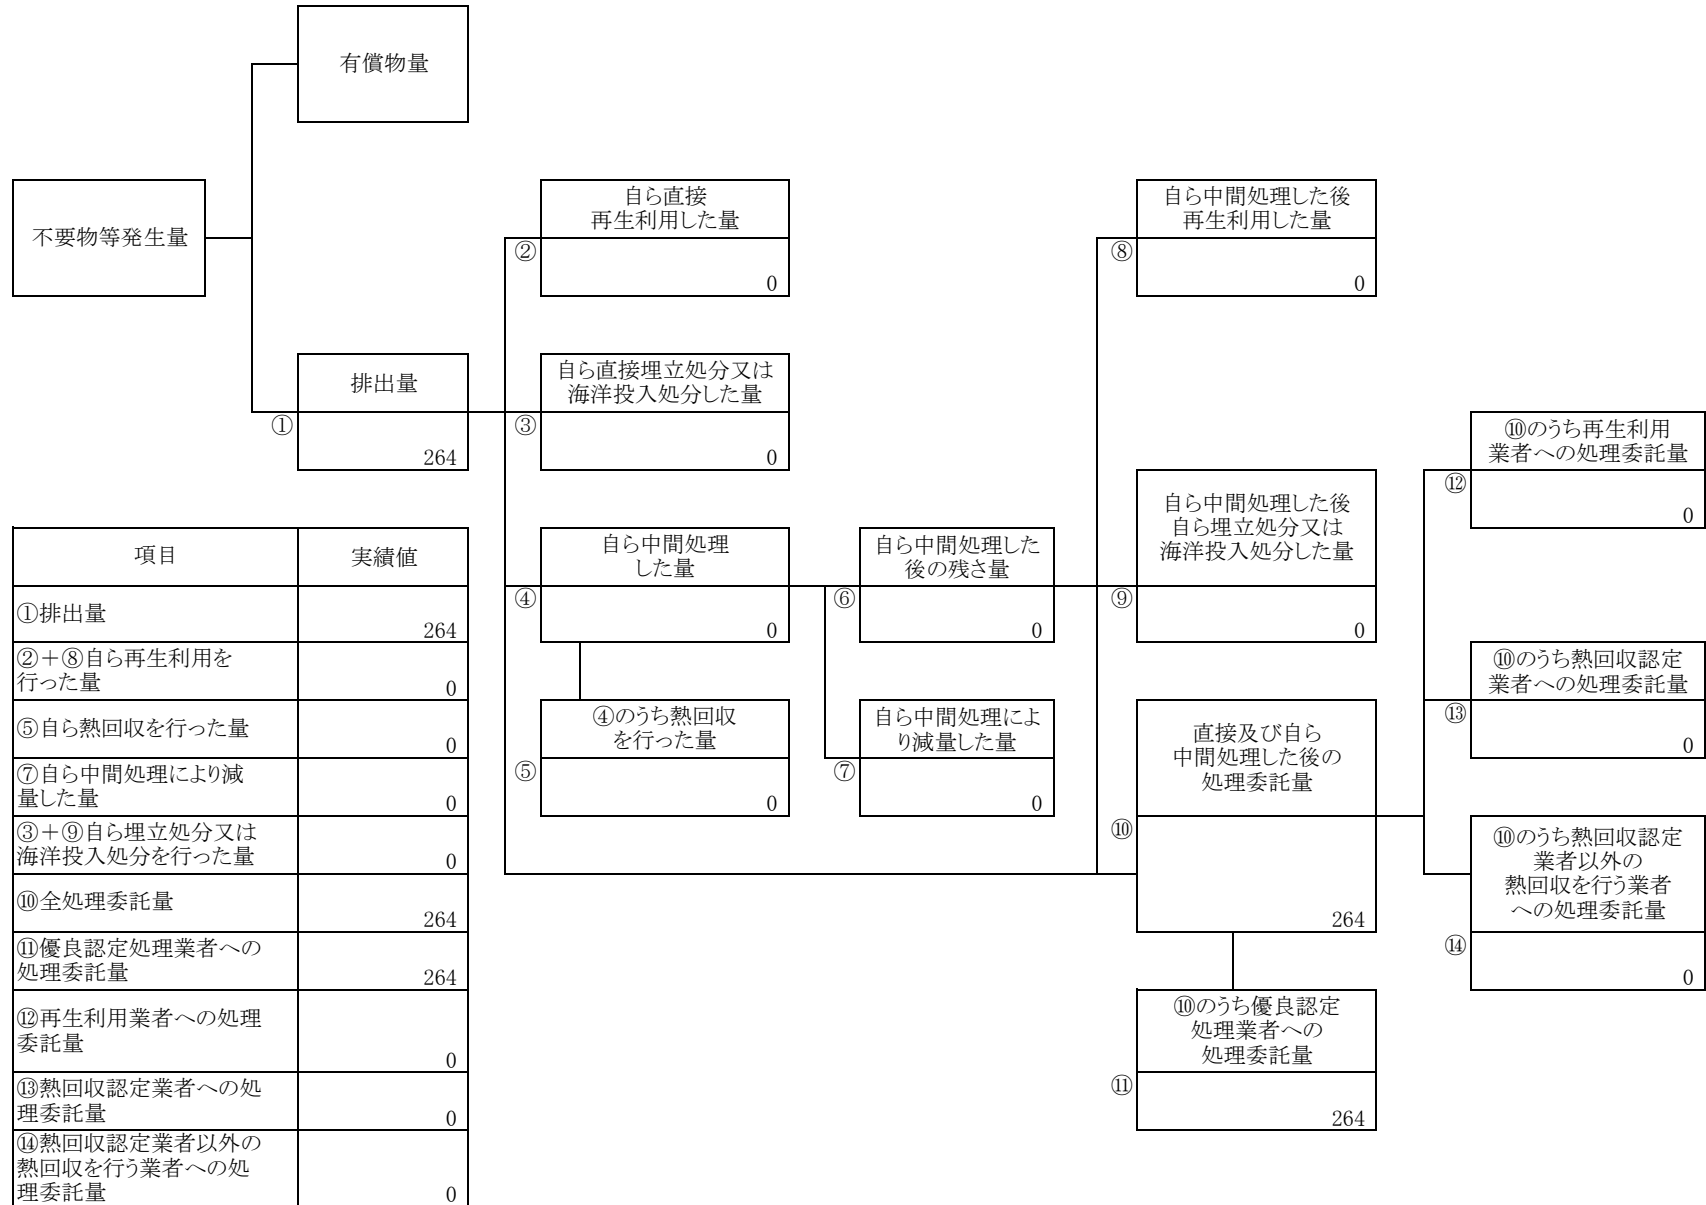 有償物量
不要物等発生量
排出量
①
264
自ら直接
再生利用した量
②
0
自ら直接埋立処分又は
海洋投入処分した量
③
0
自ら中間処理
した量
④
0
④のうち熱回収
を行った量
⑤
0
自ら中間処理した
後の残さ量
⑥
0
自ら中間処理によ
り減量した量
⑦
0
自ら中間処理した後
再生利用した量
⑧
0
自ら中間処理した後
自ら埋立処分又は
海洋投入処分した量
⑨
0
直接及び自ら
中間処理した後の
処理委託量
⑩
264
⑩のうち優良認定
処理業者への
処理委託量
⑪
264
⑩のうち再生利用
業者への処理委託量
⑫
0
⑩のうち熱回収認定
業者への処理委託量
⑬
0
⑩のうち熱回収認定
業者以外の
熱回収を行う業者
への処理委託量
⑭
0
項目 実績値
①排出量
264
②＋⑧自ら再生利用を
行った量
0
⑤自ら熱回収を行った量
0
⑦自ら中間処理により減
量した量
0
③＋⑨自ら埋立処分又は
海洋投入処分を行った量
0
⑩全処理委託量
264
⑪優良認定処理業者への
処理委託量
264
⑫再生利用業者への処理
委託量
0
⑬熱回収認定業者への処
理委託量
0
⑭熱回収認定業者以外の
熱回収を行う業者への処
理委託量
0